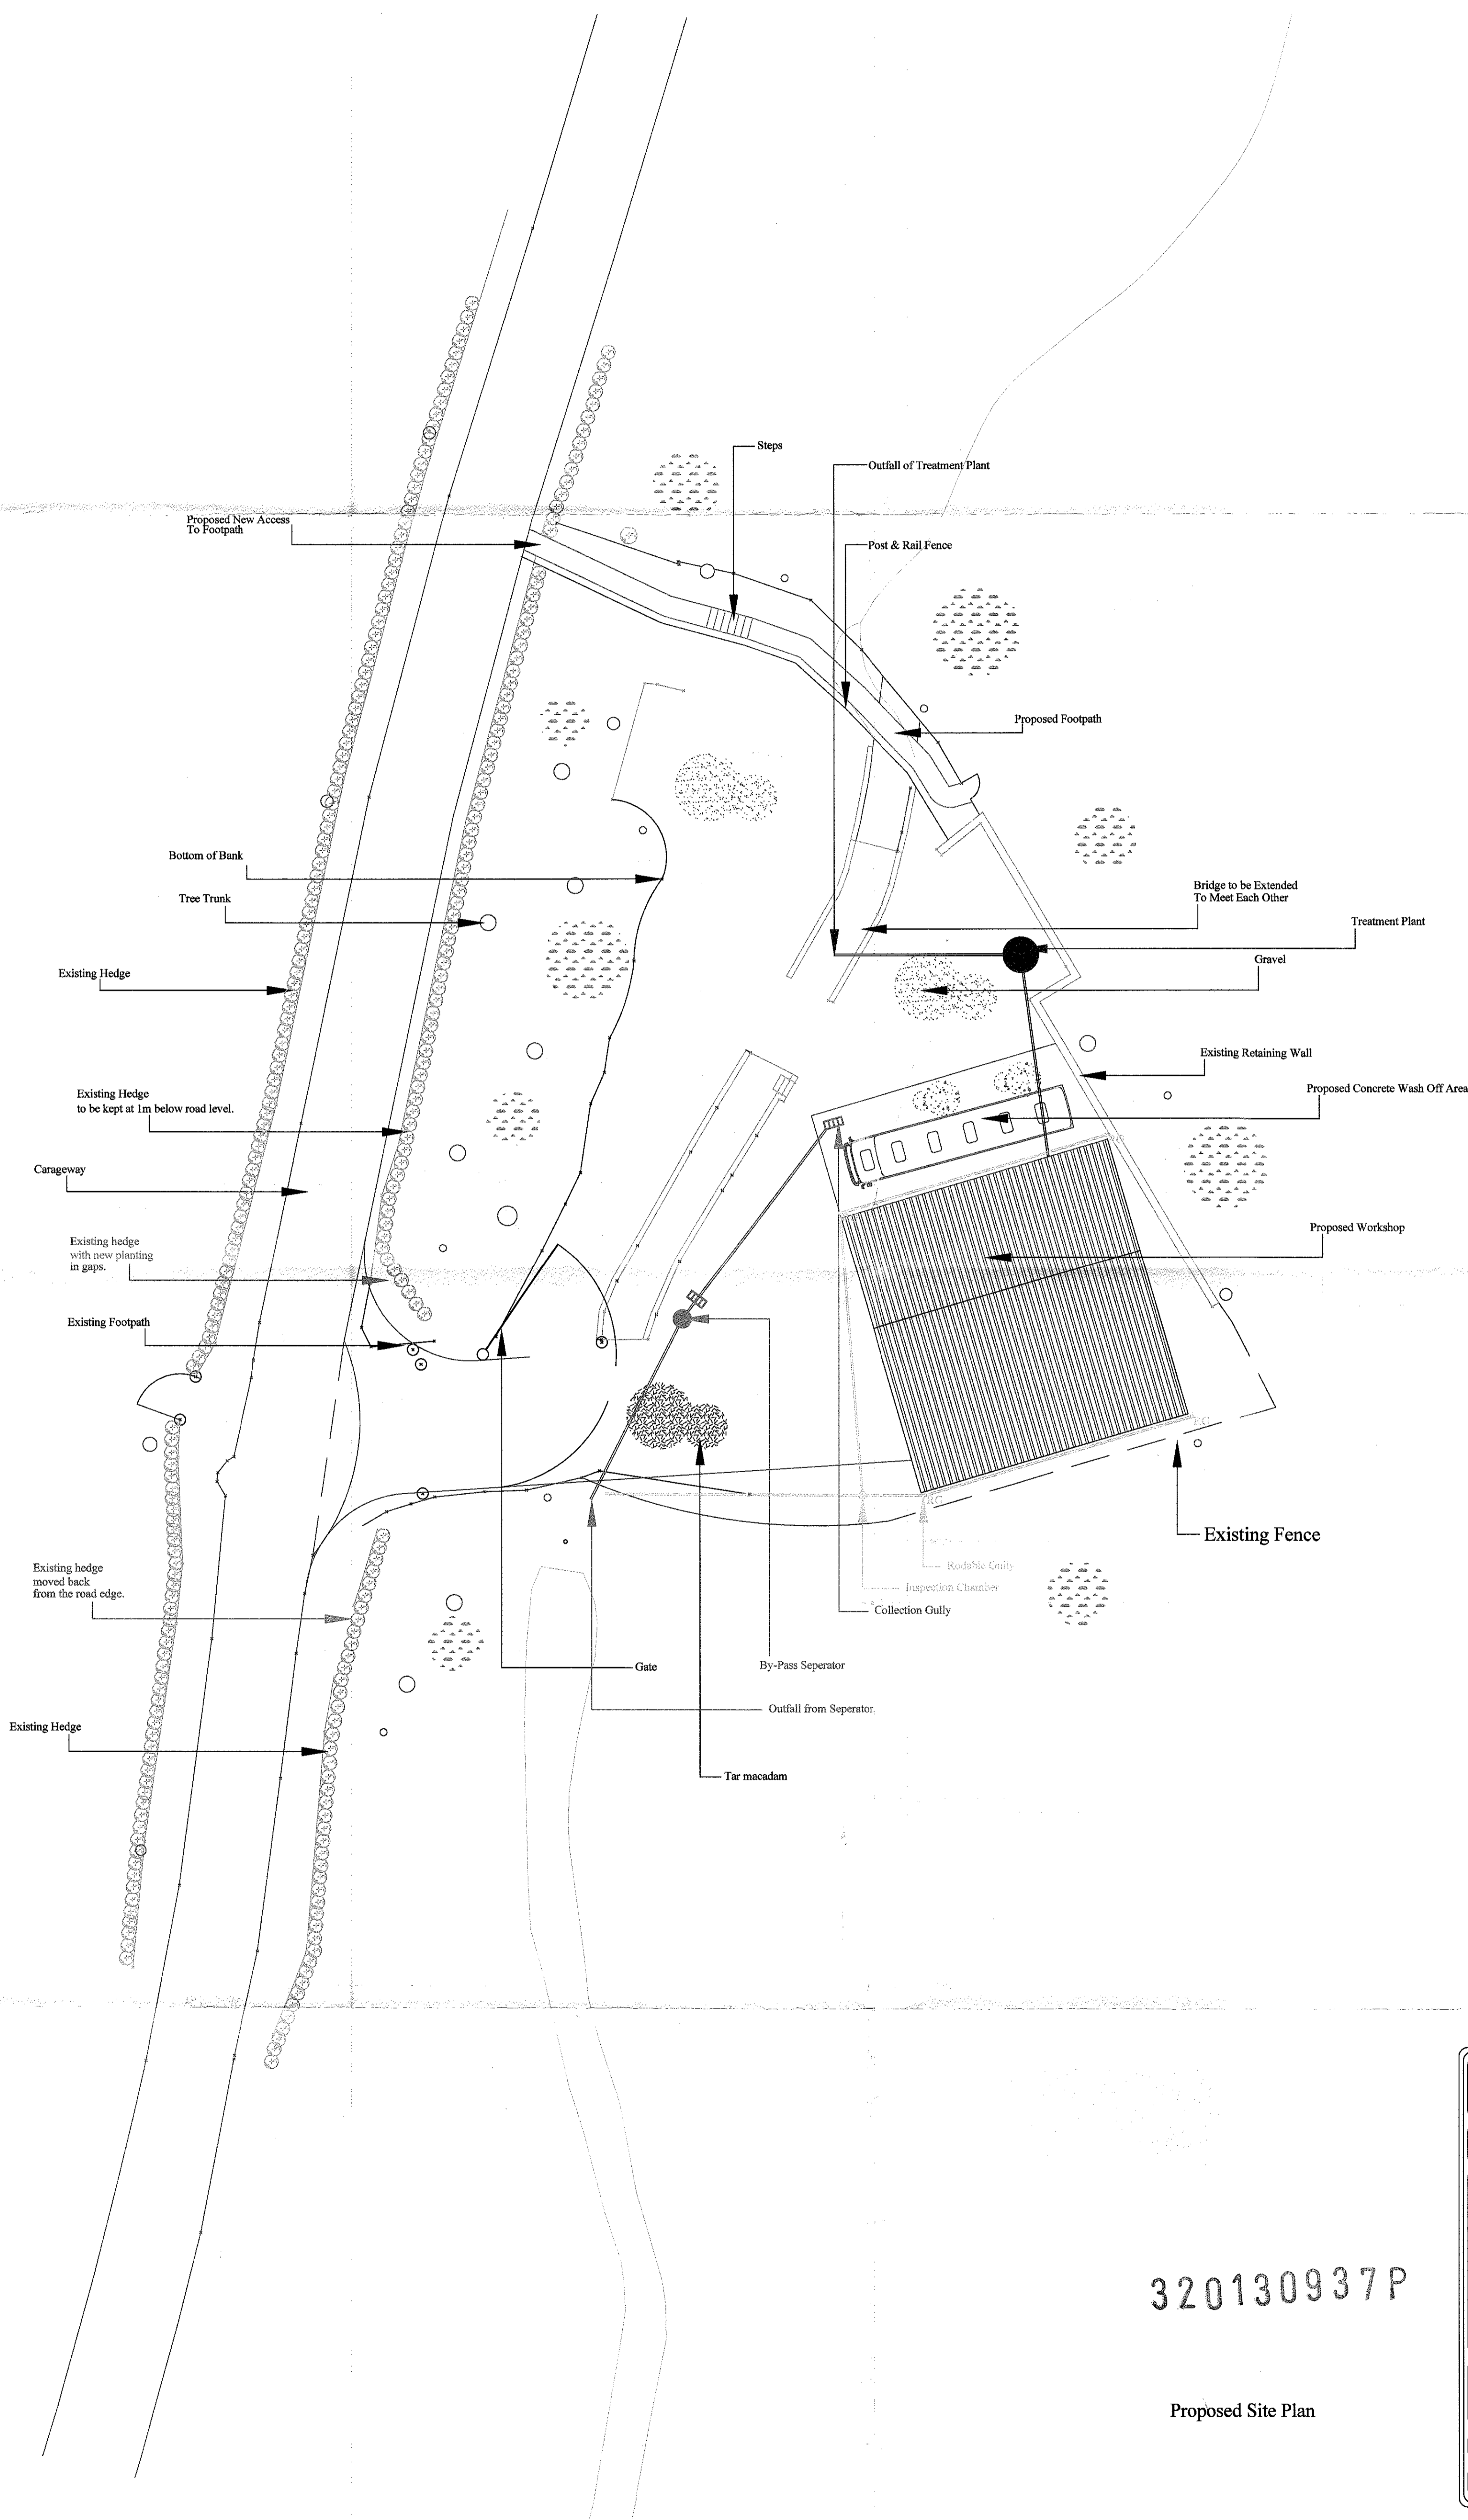 Steps
Outfall of Treatment Plant
Proposed New Access
To Footpath
Post & Rail Fence
Proposed Footpath
Bottom of Bank
Tree Trunk
Bridge to be Extended
To Meet Each Other
Treatment Plant
Gravel
Existing Hedge
Existing Retaining Wall
Proposed Concrete Wash Off Area
Existing Hedge
to be kept at 1m below road level.
Carageway
Existing hedge
with new planting
in gaps.
Proposed Workshop
Existing Footpath
RG
RG
Existing Fence
Rodable Gully
Inspection Chamber
Collection Gully
Existing hedge
moved back
from the road edge.
Gate
By-Pass Seperator
Outfall from Seperator.
Existing Hedge
Tar macadam
320130937P
Proposed Site Plan